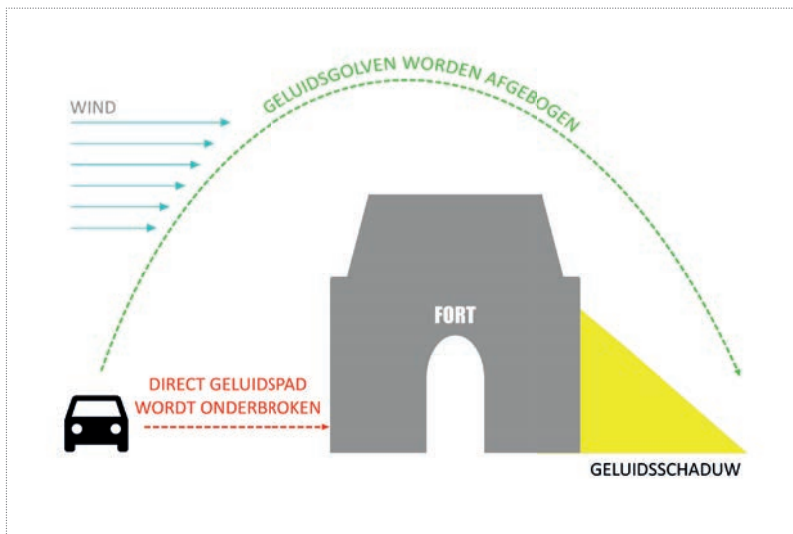 GELUIDSGOLVEN WORDEN AFGEBOGEN
WIND
FORT
DIRECT GELUIDSPAD
WORDT ONDERBROKEN
GELUIDSSCHADUW